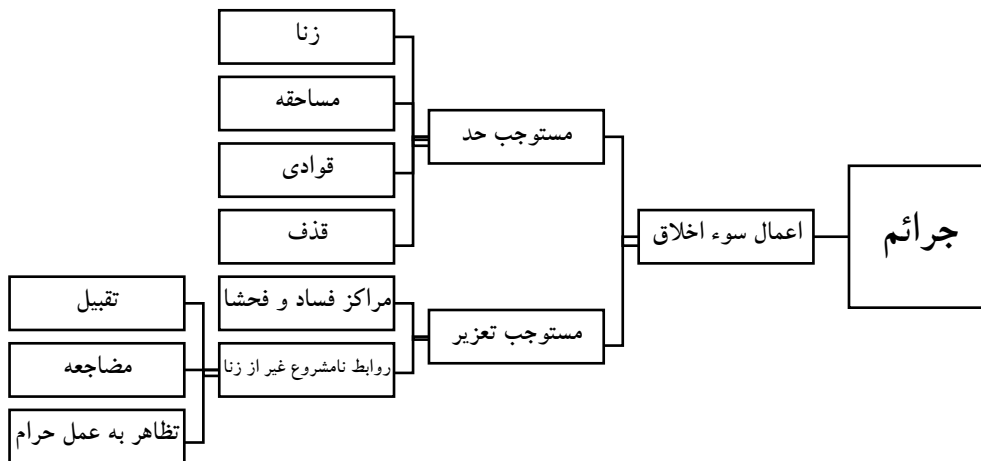 جرائم
اعمال سوء اخلاق
مستوجب حد
زنا
مساحقه
قوادی
قذف
مستوجب تعزیر
مراکز فساد و فحشا
روابط نامشروع غیر از زنا
تقبیل
مضاجعه
تظاهر به عمل حرام